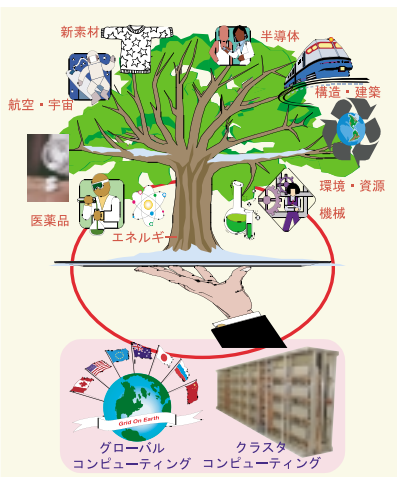 新素材
半導体
航空・宇宙
構造・建築
環境・資源
医薬品
機械
エネルギー
Grid On Earth
グローバル
コンピューティング
クラスタ
コンピューティング